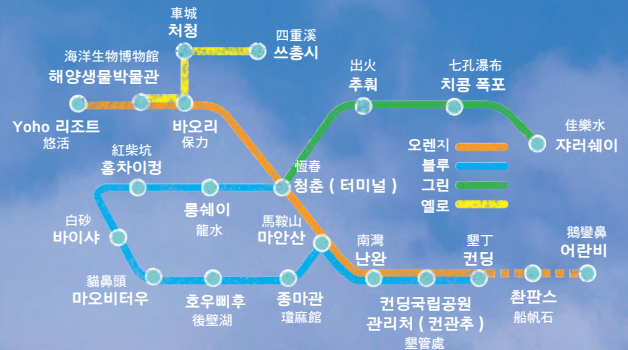 車城
처청
四重溪
쓰총시
海洋生物博物館
해양생물박물관
出火
추훠
七孔瀑布
치콩 폭포
Yoho 리조트
悠活
바오리
保力
佳樂水
쟈러쉐이
오렌지
블루
그린
옐로
紅柴坑
홍차이컹
恆春
청춘 ( 터미널 )
롱쉐이
龍水
白砂
바이샤
馬鞍山
마안산
南灣
난완
墾丁
컨딩
鵝鑾鼻
어란비
貓鼻頭
마오비터우
호우삐후
後壁湖
종마관
瓊麻館
컨딩국립공원
관리처 ( 컨관추 )
墾管處
촨판스
船帆石